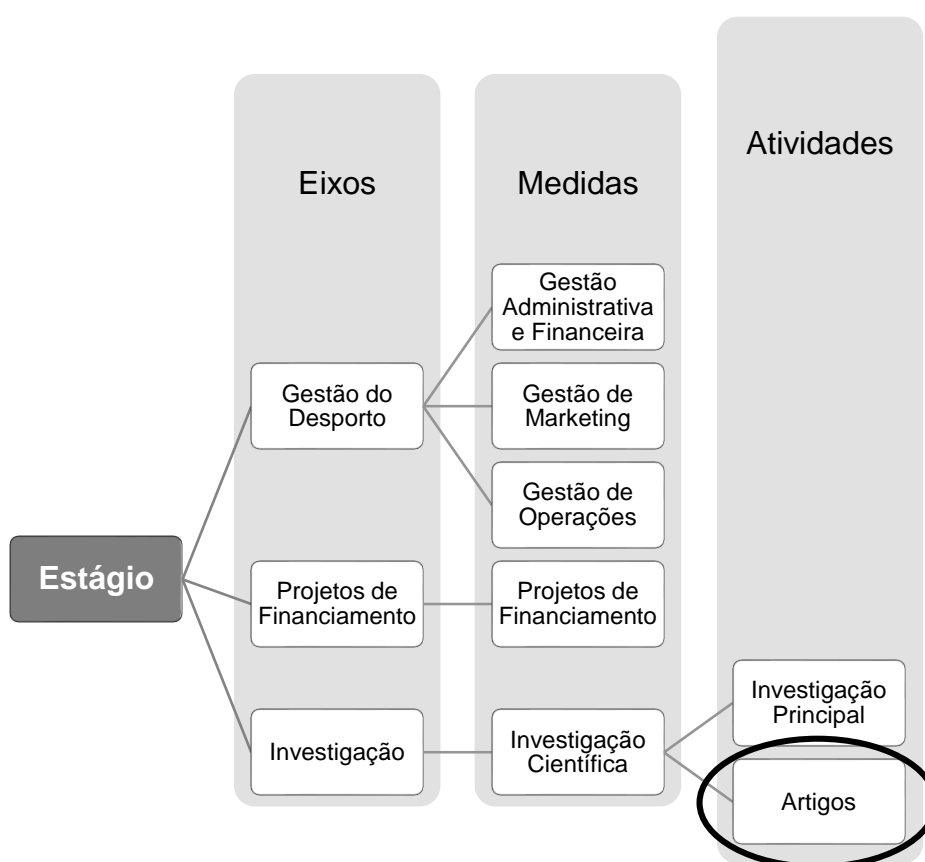 Atividades
Eixos
Medidas
Gestão
Administrativa
e Financeira
Gestão do
Desporto
Gestão de
Marketing
Gestão de
Operações
Estágio
Projetos de
Financiamento
Projetos de
Financiamento
Investigação
Investigação
Científica
Investigação
Principal
Artigos